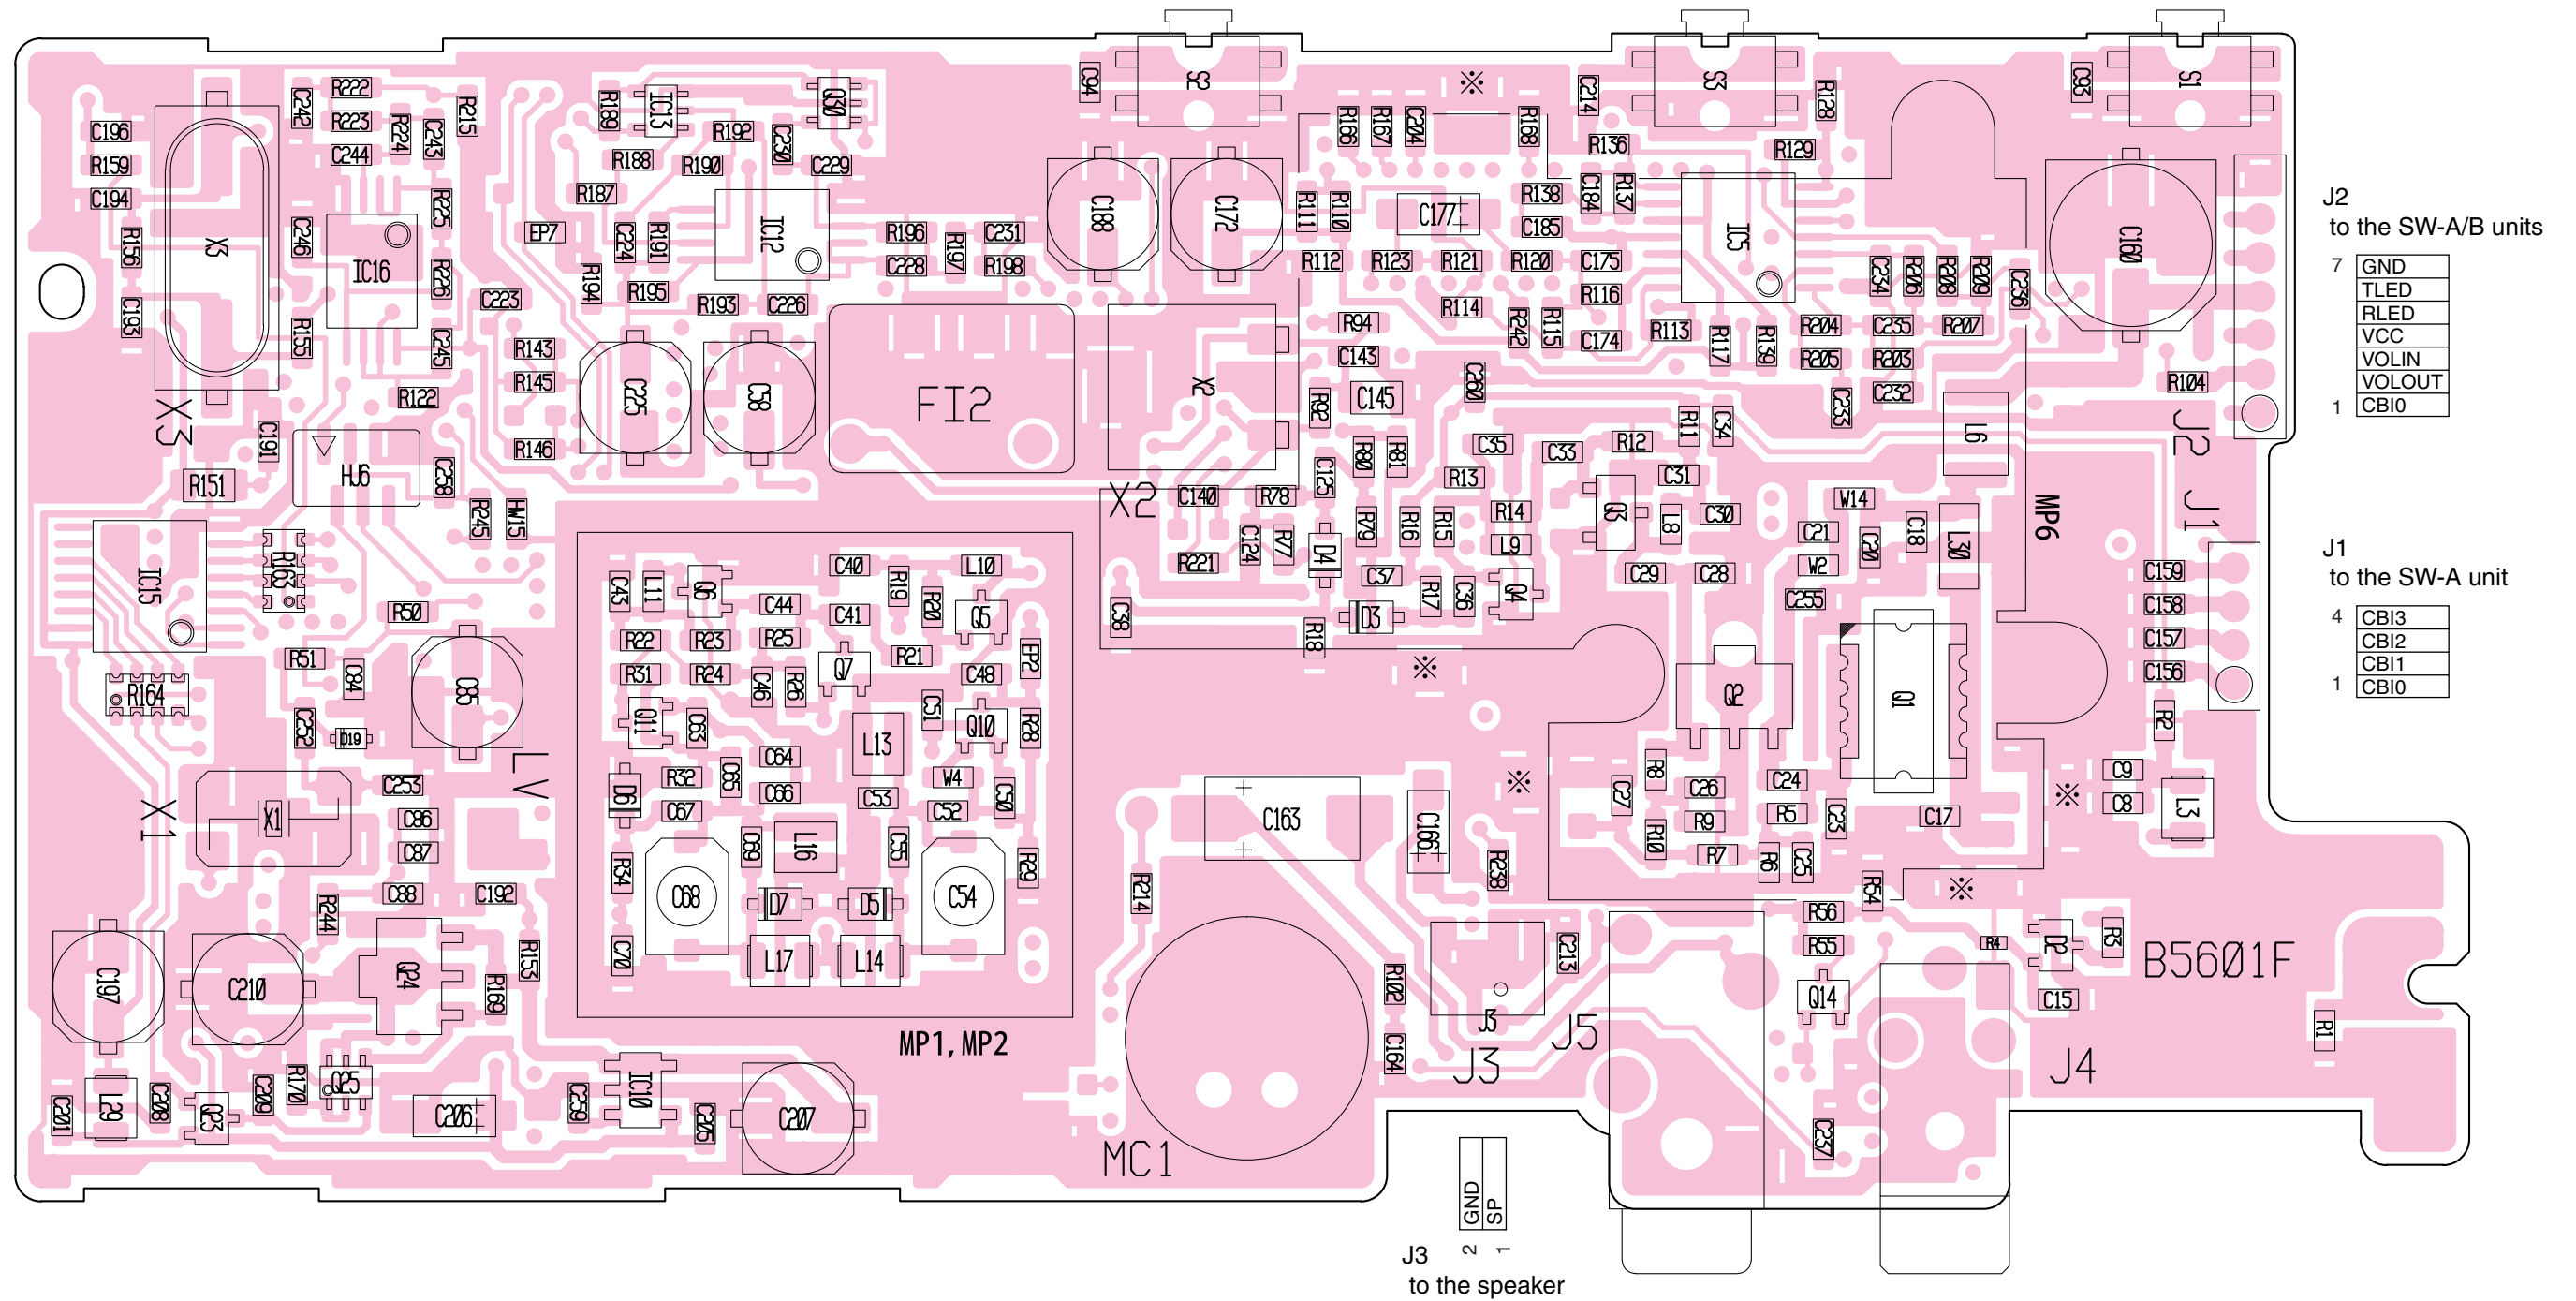 C94
S2
S3
C93
S1
C214
R128
R222
C242
R223
R224
C243
R215
C244
C196
R159
C194
R156
C193
X3
C246
IC16
R225
R226
C245
R155
C223
R189
IC13
Q30
R192
C230
R188
R190
C229
R187
EP7
C224
R191
IC12
R196
C231
C228
R197
R198
R194
R195
R193
C226
C188
C172
R166
R167
C204
※
R168
R136
R129
R111
R110
C177
R138
C184
R137
C185
IC5
R112
R123
R121
R120
C175
C234
R206
R208
R209
C236
C160
J2
to the SW-A/B units
7 GND
TLED
RLED
VCC
VOLIN
VOLOUT
1 CBI0
R116
R114
R94
R242
R115
C174
R113
R117
R139
R204
C235
R207
R205
R203
C232
C233
C143
C260
R92
C145
R104
J2
R143
R145
R146
C225
C58
FI2
X2
X2
R122
X3
C191
R151
HJ6
C58
R245
HW15
C140
R78
C125
R80
R81
C35
R13
C33
R12
R11
C34
L6
C31
R14
Q3
L8
C30
W14
MP6
J1
C124
R77
R221
D4
R79
R16
R15
L9
C21
C20
C18
L30
W2
C29
C28
C255
C37
D3
R17
C36
Q4
C38
R18
※
J1
to the SW-A unit
4 CBI3
CBI2
CBI1
1 CBI0
C159
C158
C157
C156
R2
IC15
R163
R50
R51
C84
R164
C85
C252
D19
LV
C253
X1
X1
C86
C87
C88
C192
C43
L11
Q6
C40
L10
R19
R20
C44
C41
Q5
R22
R23
R25
R21
EP2
R31
R24
Q7
C48
C46
R26
Q11
C63
C51
Q10
R28
L13
C64
R32
C65
W4
D6
C66
C53
C67
C52
C50
C69
L16
C55
R34
C68
R29
D7
D5
C54
C70
L17
L14
MP1, MP2
Q2
Q1
R8
C27
C26
C24
R9
R5
C23
C17
R10
R7
R6
C25
※
※
C9
C8
L3
C163
C166
R238
R214
R54
※
R56
R55
R4
D2
R3
B5601F
C15
R1
Q14
C213
J3
J3
J5
J4
R102
C164
MC1
C237
R244
Q24
R153
R169
C197
C210
Q25
R170
C209
C201
L29
C208
Q23
C206
C259
IC10
C205
C207
GND
SP
2
1
J3
to the speaker